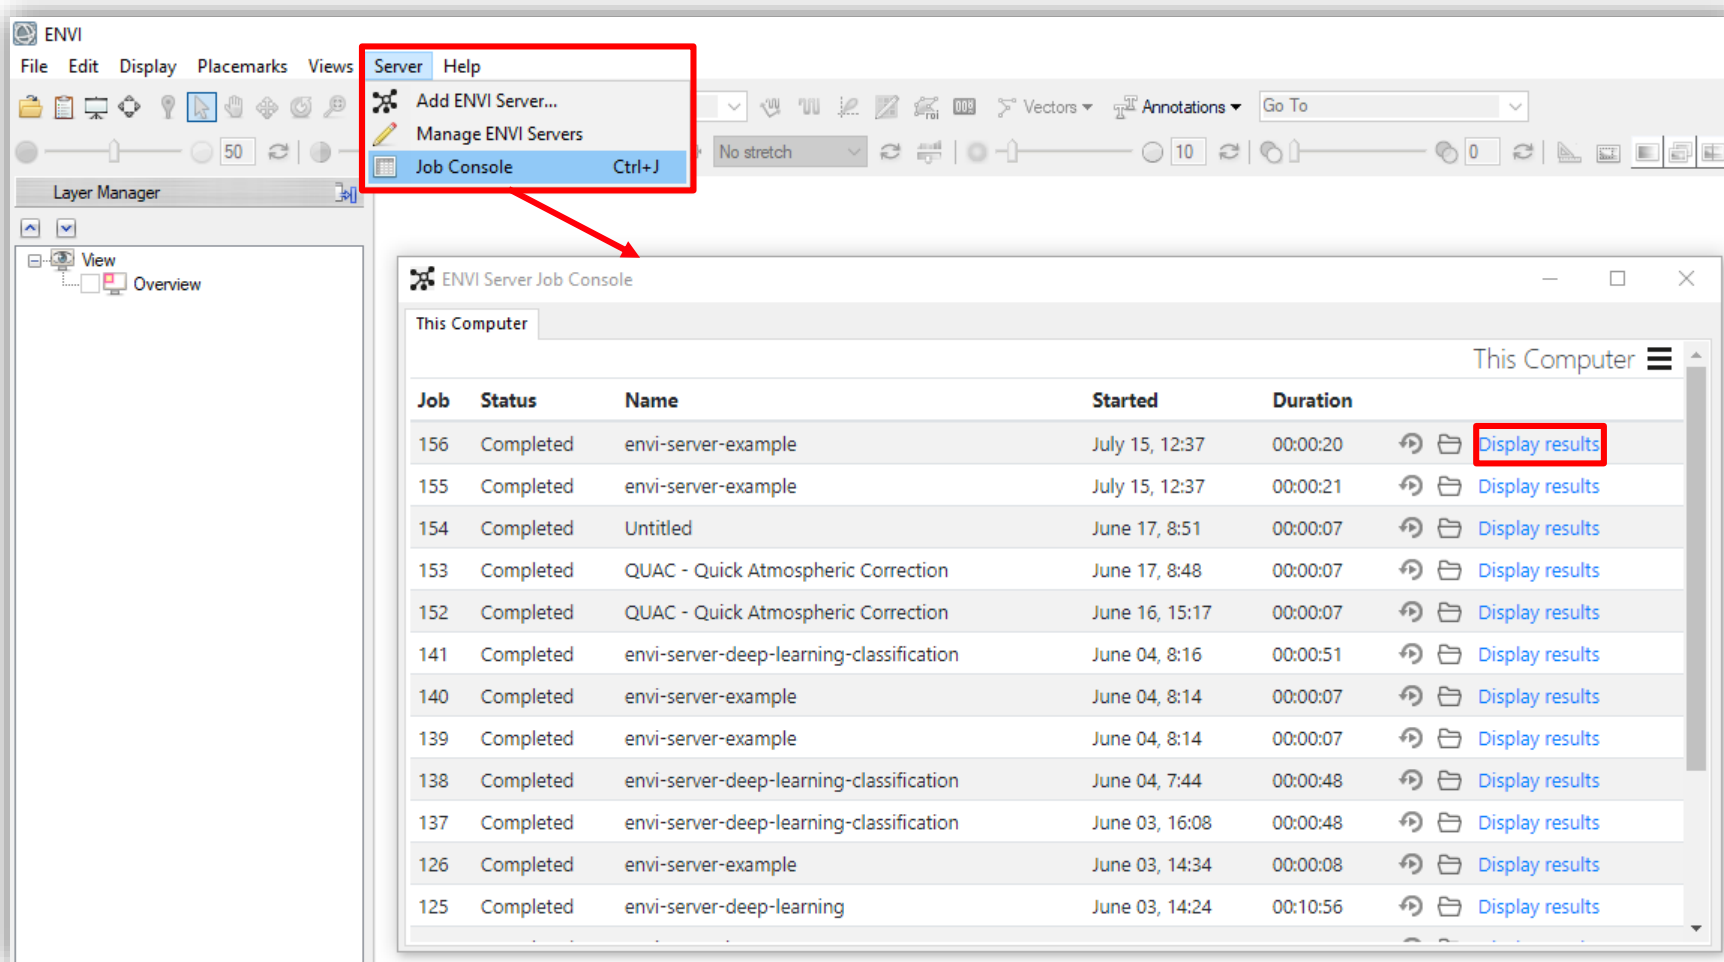 ENVI
File Edit Display Placemarks Views Server Help
Add ENVI Server...
Manage ENVI Servers
Job Console Ctrl+J
Vectors Annotations Go To
50 No stretch 10 0
Layer Manager
View
Overview
ENVI Server Job Console
This Computer
This Computer
Job Status Name Started Duration
156 Completed envi-server-example July 15, 12:37 00:00:20 Display results
155 Completed envi-server-example July 15, 12:37 00:00:21 Display results
154 Completed Untitled June 17, 8:51 00:00:07 Display results
153 Completed QUAC - Quick Atmospheric Correction June 17, 8:48 00:00:07 Display results
152 Completed QUAC - Quick Atmospheric Correction June 16, 15:17 00:00:07 Display results
141 Completed envi-server-deep-learning-classification June 04, 8:16 00:00:51 Display results
140 Completed envi-server-example June 04, 8:14 00:00:07 Display results
139 Completed envi-server-example June 04, 8:14 00:00:07 Display results
138 Completed envi-server-deep-learning-classification June 04, 7:44 00:00:48 Display results
137 Completed envi-server-deep-learning-classification June 03, 16:08 00:00:48 Display results
126 Completed envi-server-example June 03, 14:34 00:00:08 Display results
125 Completed envi-server-deep-learning June 03, 14:24 00:10:56 Display results